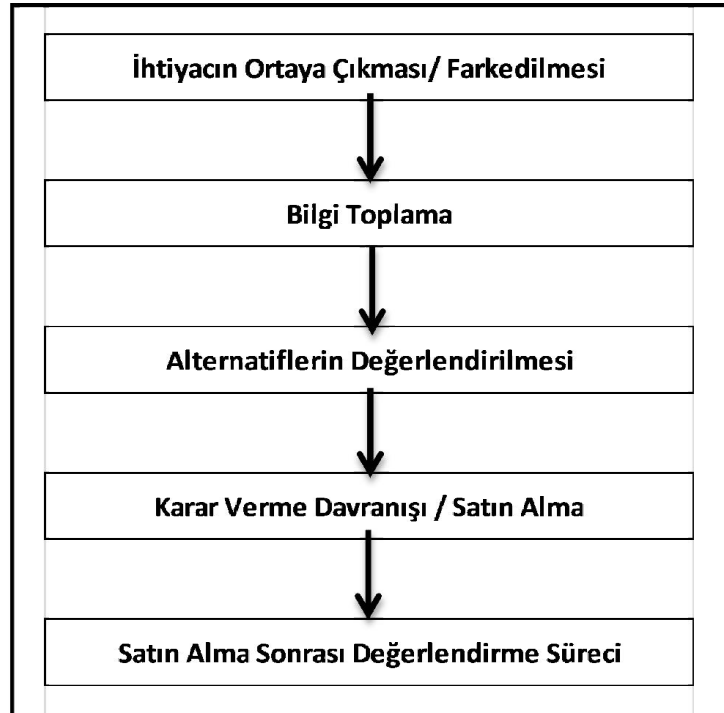 İhtiyacın Ortaya Çıkması/ Farkedilmesi
Bilgi Toplama
Alternatiflerin Değerlendirilmesi
Karar Verme Davranışı / Satın Alma
Satın Alma Sonrası Değerlendirme Süreci